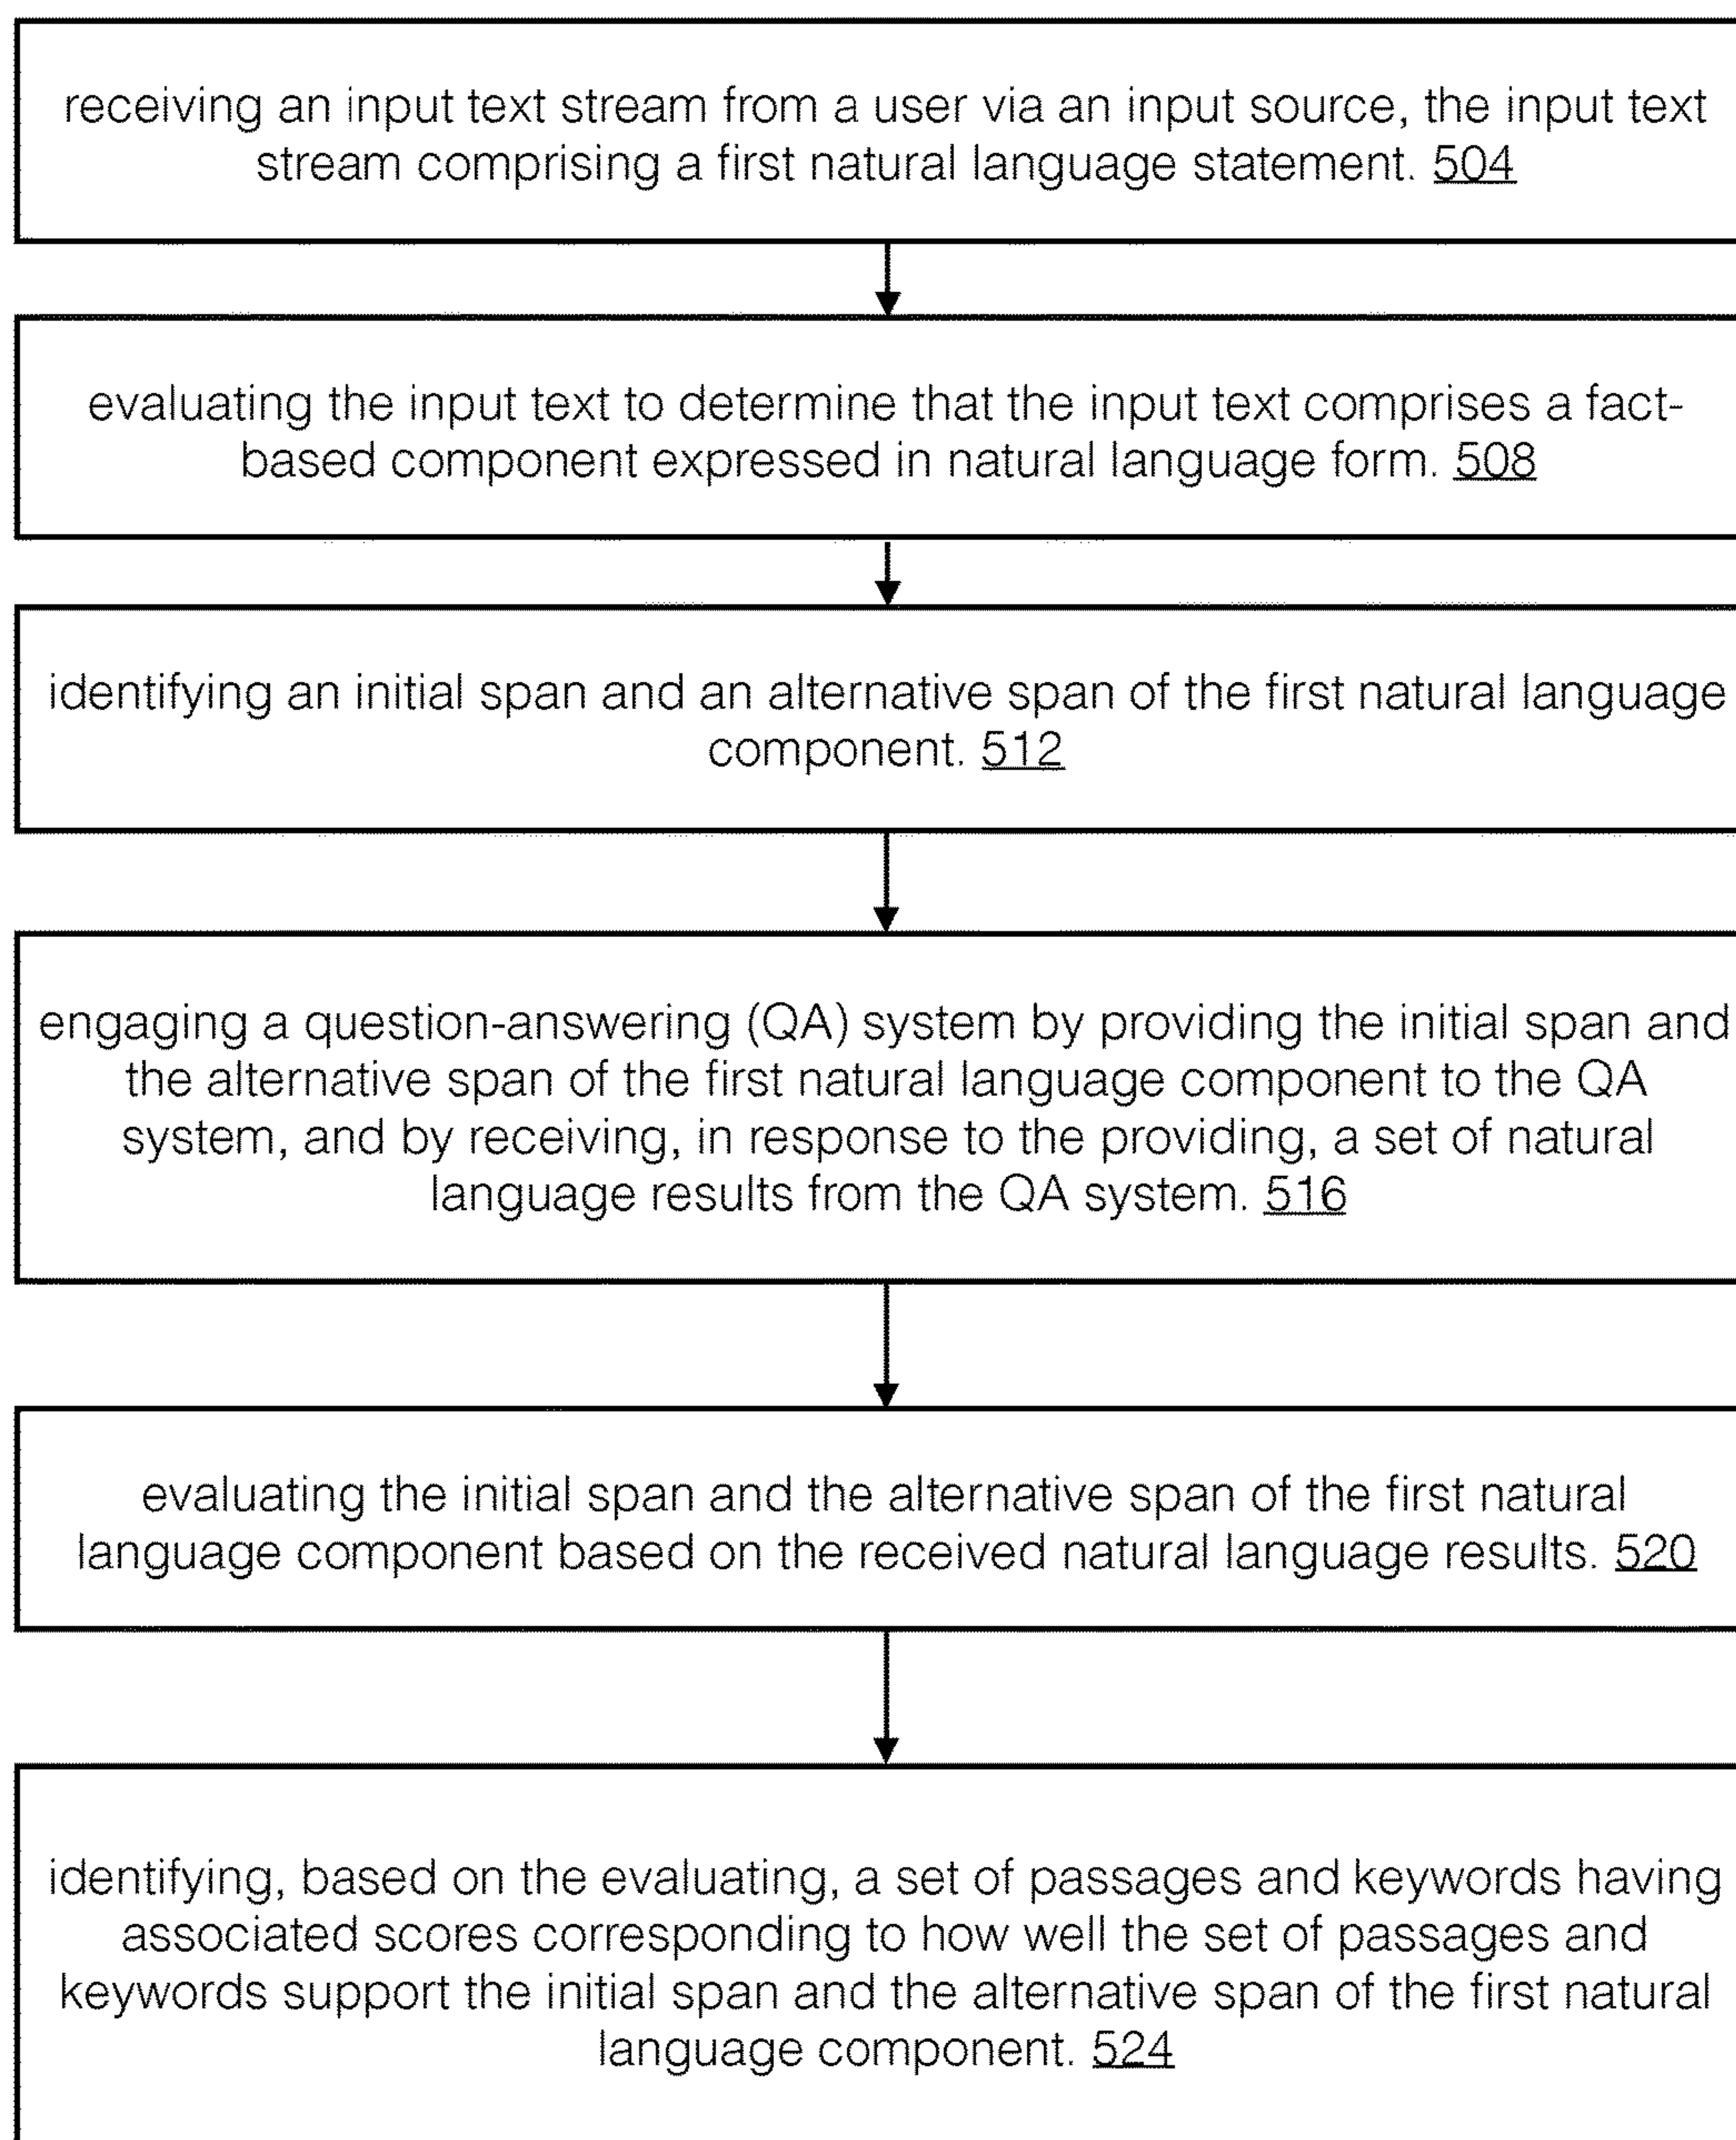 receiving an input text stream from a user via an input source, the input text
stream comprising a first natural language statement. 504
evaluating the input text to determine that the input text comprises a fact-
based component expressed in natural language form. 508
identifying an initial span and an alternative span of the first natural language
component. 512
engaging a question-answering (QA) system by providing the initial span and
the alternative span of the first natural language component to the QA
system, and by receiving, in response to the providing, a set of natural
language results from the QA system. 516
evaluating the initial span and the alternative span of the first natural
language component based on the received natural language results. 520
identifying, based on the evaluating, a set of passages and keywords having
associated scores corresponding to how well the set of passages and
keywords support the initial span and the alternative span of the first natural
language component. 524